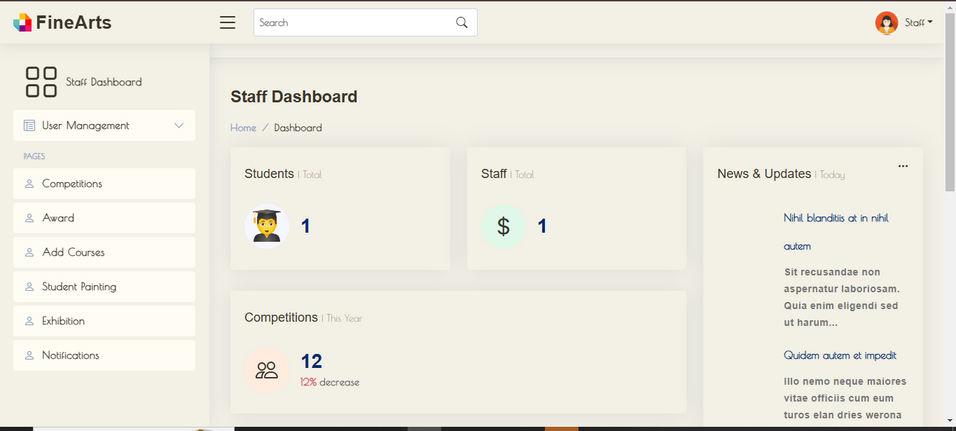 FineArts
Search
Staff
Staff Dashboard
User Management
PAGES
Competitions
Award
Add Courses
Student Painting
Exhibition
Notifications
Staff Dashboard
Home / Dashboard
Students | Total
1
Staff | Total
$ 1
Competitions | This Year
12
12% decrease
News & Updates | Today
Nihil blanditiis at in nihil
autem
Sit recusandae non
aspernatur laboriosam.
Quia enim eligendi sed
ut harum...
Quidem autem et impedit
Illo nemo neque maiores
vitae officiis cum eum
turos elan dries werona